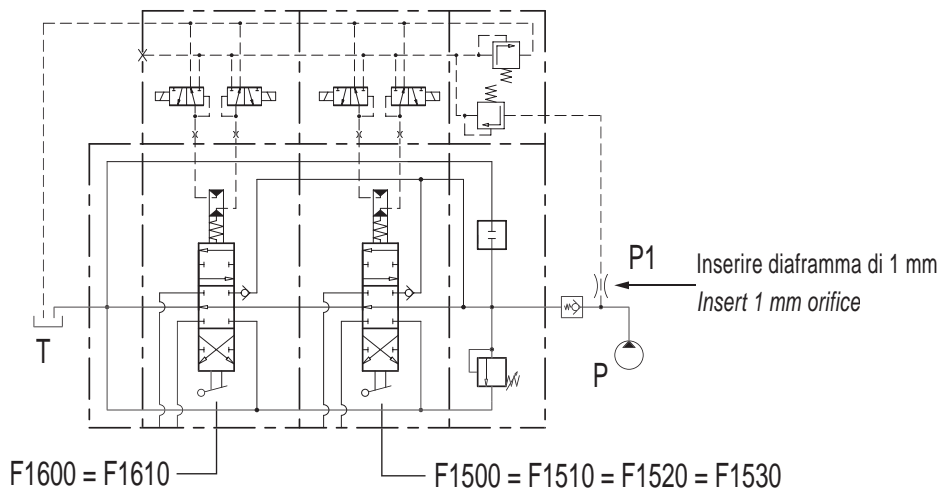 P1
Inserire diaframma di 1 mm
Insert 1 mm orifice
T
P
F1600 = F1610
F1500 = F1510 = F1520 = F1530